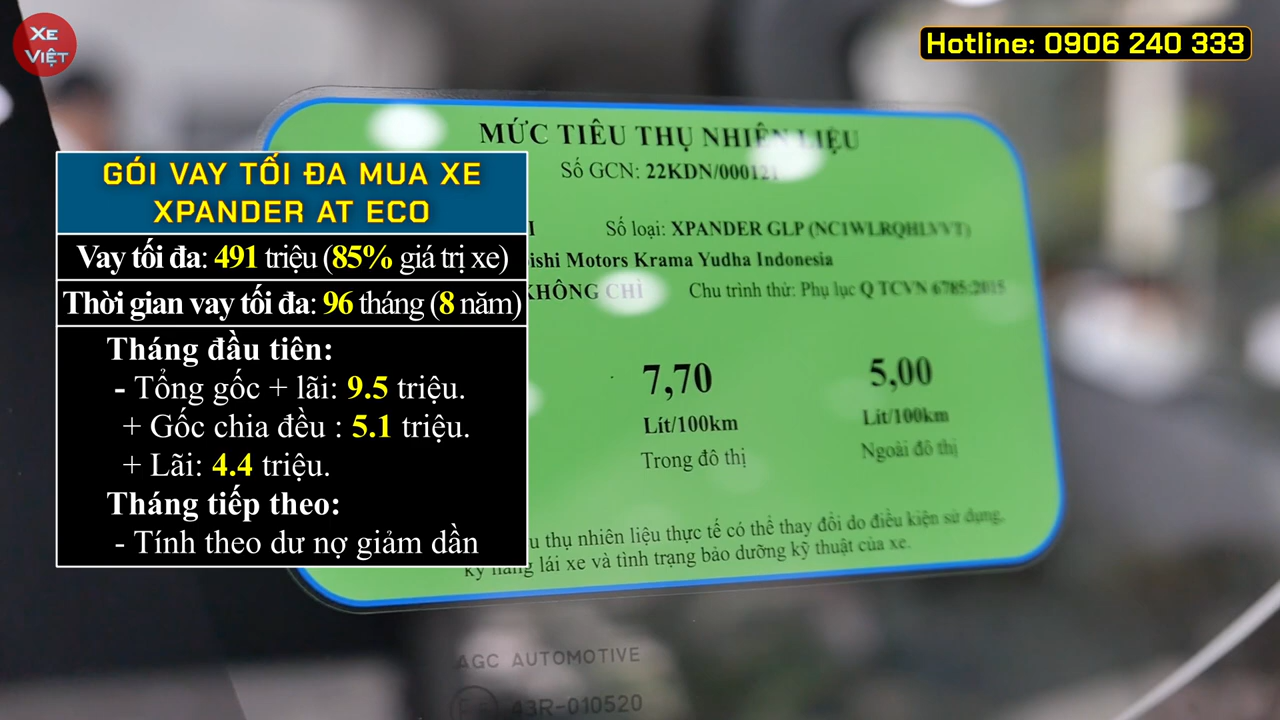 Xe
Việt
Hotline: 0906 240 333
GÓI VAY TỐI ĐA MUA XE
XPANDER AT ECO
Vay tối đa: 491 triệu (85% giá trị xe)
Thời gian vay tối đa: 96 tháng (8 năm)
Tháng đầu tiên:
- Tổng gốc + lãi: 9.5 triệu.
+ Gốc chia đều : 5.1 triệu.
+ Lãi: 4.4 triệu.
Tháng tiếp theo:
- Tính theo dư nợ giảm dần
MỨC TIÊU THỤ NHIÊN LIỆU
Số GCN: 22KDN/000121
Số loại: XPANDER GLP (NC1WLRQHLVVT)
Motors Krama Yudha Indonesia
KHÔNG CHÌ Chu trình thử: Phụ lục Q TCVN 6785:2015
7,70 5,00
Lít/100km Lít/100km
Trong đô thị Ngoài đô thị
thụ nhiên liệu thực tế có thể thay đổi do điều kiện sử dụng,
kỹ năng lái xe và tình trạng bảo dưỡng kỹ thuật của xe.
AGC AUTOMOTIVE
43R-010520